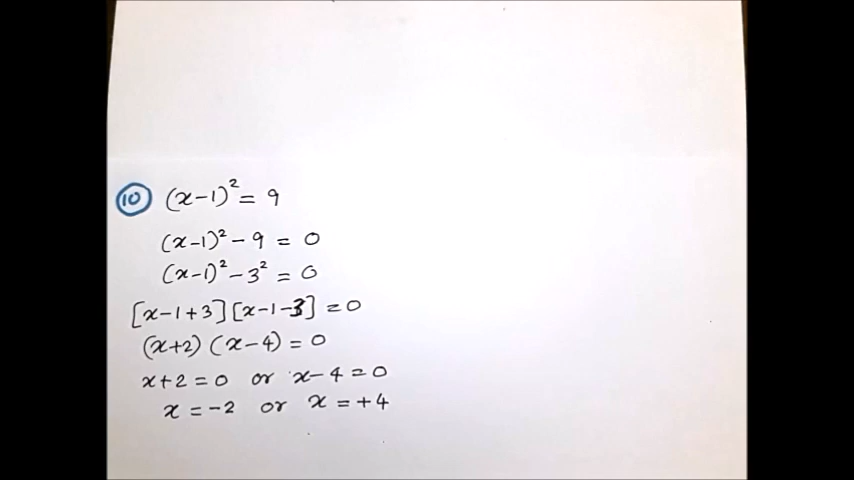 10 (x-1)² = 9
(x-1)² - 9 = 0
(x-1)² - 3² = 0
[x-1+3][x-1-3] = 0
(x+2)(x-4) = 0
x+2 = 0 or x-4 = 0
x = -2 or x = +4